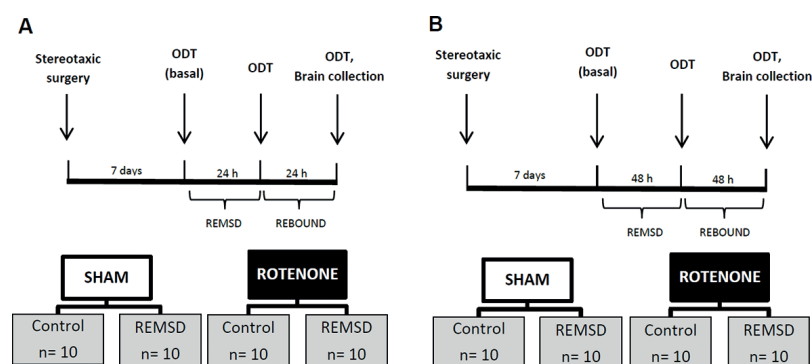 A
Stereotaxic
surgery
ODT
(basal)
ODT
ODT,
Brain collection
7 days
24 h
24 h
REMSD
REBOUND
SHAM
ROTENONE
Control
n= 10
REMSD
n= 10
Control
n= 10
REMSD
n= 10
B
Stereotaxic
surgery
ODT
(basal)
ODT
ODT,
Brain collection
7 days
48 h
48 h
REMSD
REBOUND
SHAM
ROTENONE
Control
n= 10
REMSD
n= 10
Control
n= 10
REMSD
n= 10